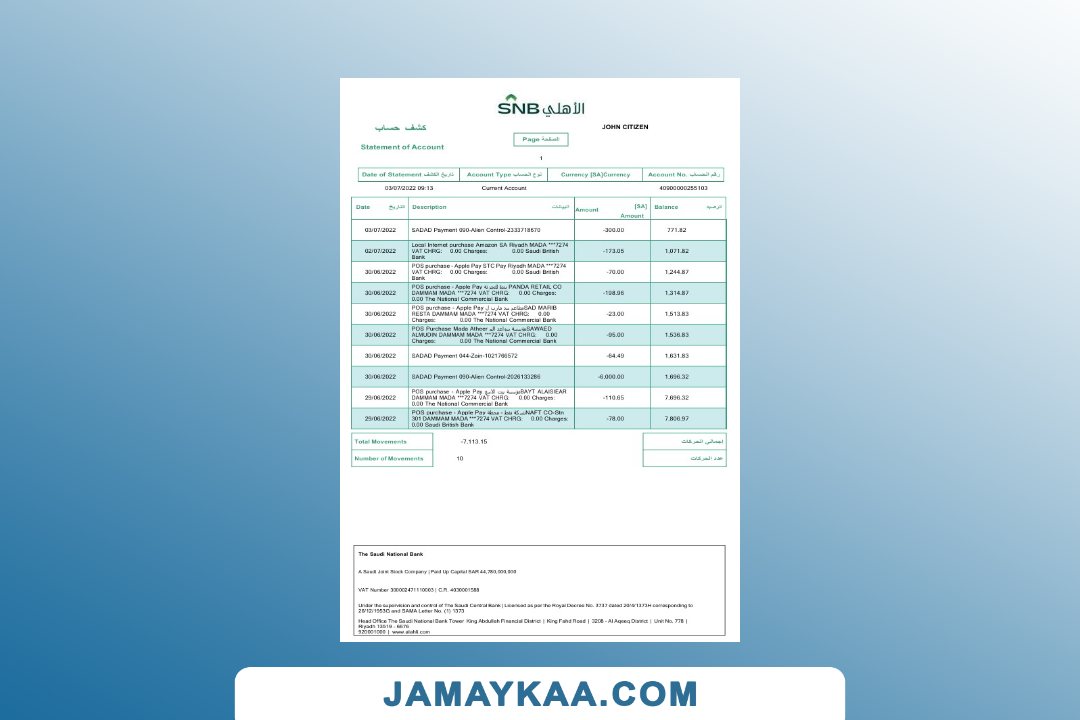 SNB الأهلي
كشف حساب
JOHN CITIZEN
Page الصفحة
Statement of Account
1
Date of Statement تاريخ الكشف Account Type نوع الحساب Currency [SA]Currency Account No. رقم الحساب
03/07/2022 09:13 Current Account 40900000255103
Date التاريخ Description البيانات Amount [SA] Amount Balance الرصيد
03/07/2022 SADAD Payment 090-Alien Control-2333718670 -300.00 771.82
Local Internet purchase Amazon SA Riyadh MADA ***7274
02/07/2022 VAT CHRG: 0.00 Charges: 0.00 Saudi British -173.05 1,071.82
Bank
POS purchase - Apple Pay STC Pay Riyadh MADA ***7274
30/06/2022 VAT CHRG: 0.00 Charges: 0.00 Saudi British -70.00 1,244.87
Bank
POS purchase - Apple Pay PANDA RETAIL CO
30/06/2022 DAMMAM MADA ***7274 VAT CHRG: 0.00 Charges: -198.96 1,314.87
0.00 The National Commercial Bank
POS purchase - Apple Pay SAD MARIB
30/06/2022 RESTA DAMMAM MADA ***7274 VAT CHRG: 0.00 -23.00 1,513.83
Charges: 0.00 The National Commercial Bank
POS Purchase Mada Atheer SAWAED
30/06/2022 ALMUDIN DAMMAM MADA ***7274 VAT CHRG: 0.00 -95.00 1,536.83
Charges: 0.00 The National Commercial Bank
30/06/2022 SADAD Payment 044-Zain-1021766572 -64.49 1,631.83
30/06/2022 SADAD Payment 090-Alien Control-2026133286 -6,000.00 1,696.32
POS purchase - Apple Pay BAYT ALAISIEAR
29/06/2022 DAMMAM MADA ***7274 VAT CHRG: 0.00 Charges: -110.65 7,696.32
0.00 The National Commercial Bank
POS purchase - Apple Pay NAFT CO-Stn
29/06/2022 301 DAMMAM MADA ***7274 VAT CHRG: 0.00 Charges: -78.00 7,806.97
0.00 Saudi British Bank
Total Movements -7,113.15 اجمالي الحركات
Number of Movements 10 عدد الحركات
The Saudi National Bank
A Saudi Joint Stock Company | Paid Up Capital SAR 44,780,000,000
VAT Number 300002471110003 | C.R. 4030001588
Under the supervision and control of The Saudi Central Bank | Licensed as per the Royal Decree No. 3737 dated 20/4/1373H corresponding to
26/12/1953G and SAMA Letter No. (1) 1373
Head Office The Saudi National Bank Tower King Abdullah Financial District | King Fahd Road | 3208 - Al Aqeeq District | Unit No. 778 |
Riyadh 13519 - 6676
920001000 | www.alahli.com
JAMAYKAA.COM